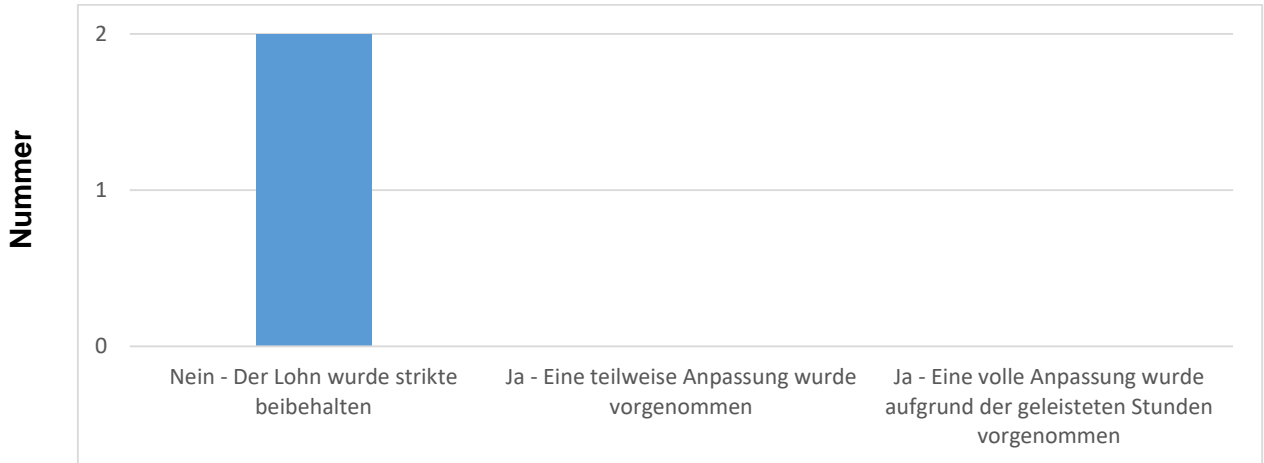 Nummer
2
1
0
Nein - Der Lohn wurde strikte
beibehalten
Ja - Eine teilweise Anpassung wurde
vorgenommen
Ja - Eine volle Anpassung wurde
aufgrund der geleisteten Stunden
vorgenommen